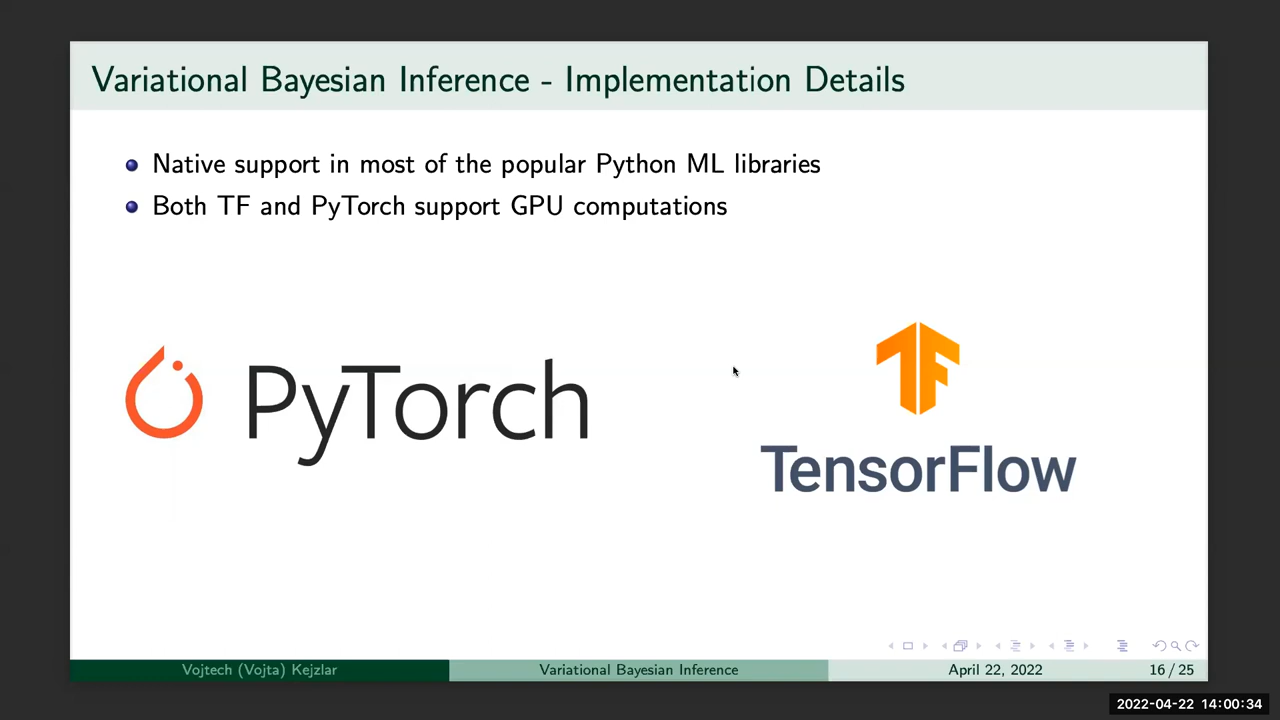 Variational Bayesian Inference - Implementation Details
Native support in most of the popular Python ML libraries
Both TF and PyTorch support GPU computations
PyTorch
TF
TensorFlow
Vojtech (Vojta) Kejzlar
Variational Bayesian Inference
April 22, 2022
16 / 25
2022-04-22 14:00:34